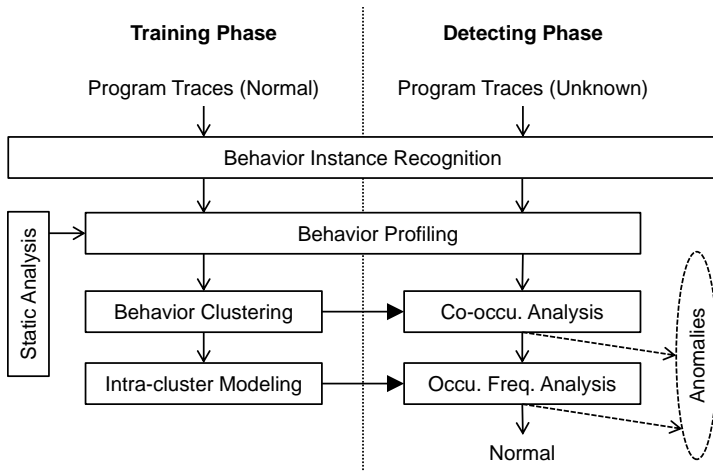 Training Phase
Detecting Phase
Program Traces (Normal)
Program Traces (Unknown)
Behavior Instance Recognition
Static Analysis
Behavior Profiling
Behavior Clustering
Co-occu. Analysis
Intra-cluster Modeling
Occu. Freq. Analysis
Anomalies
Normal